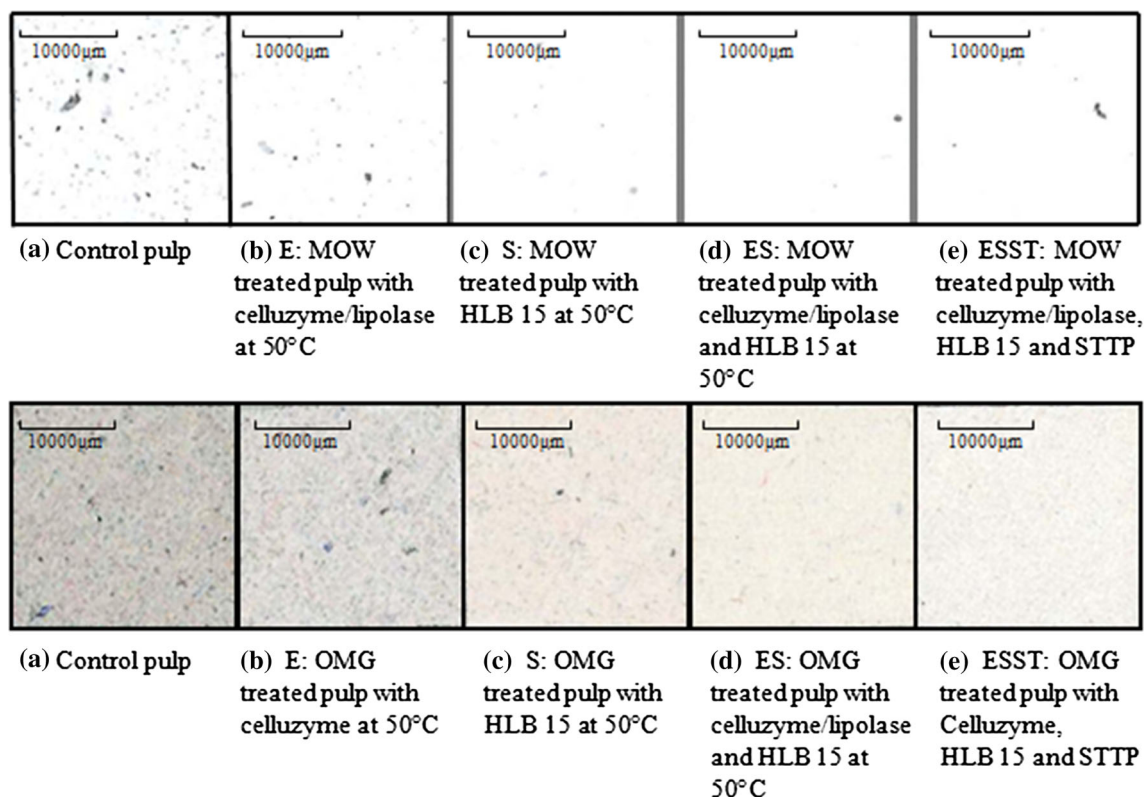 10000μm
10000μm
10000μm
10000μm
10000μm
(a) Control pulp
(b) E: MOW
treated pulp with
celluzyme/lipolase
at 50°C
(c) S: MOW
treated pulp with
HLB 15 at 50°C
(d) ES: MOW
treated pulp with
celluzyme/lipolase
and HLB 15 at
50°C
(e) ESST: MOW
treated pulp with
celluzyme/lipolase,
HLB 15 and STTP
10000μm
10000μm
10000μm
10000μm
10000μm
(a) Control pulp
(b) E: OMG
treated pulp with
celluzyme at 50°C
(c) S: OMG
treated pulp with
HLB 15 at 50°C
(d) ES: OMG
treated pulp with
celluzyme/lipolase
and HLB 15 at
50°C
(e) ESST: OMG
treated pulp with
Celluzyme,
HLB 15 and STTP